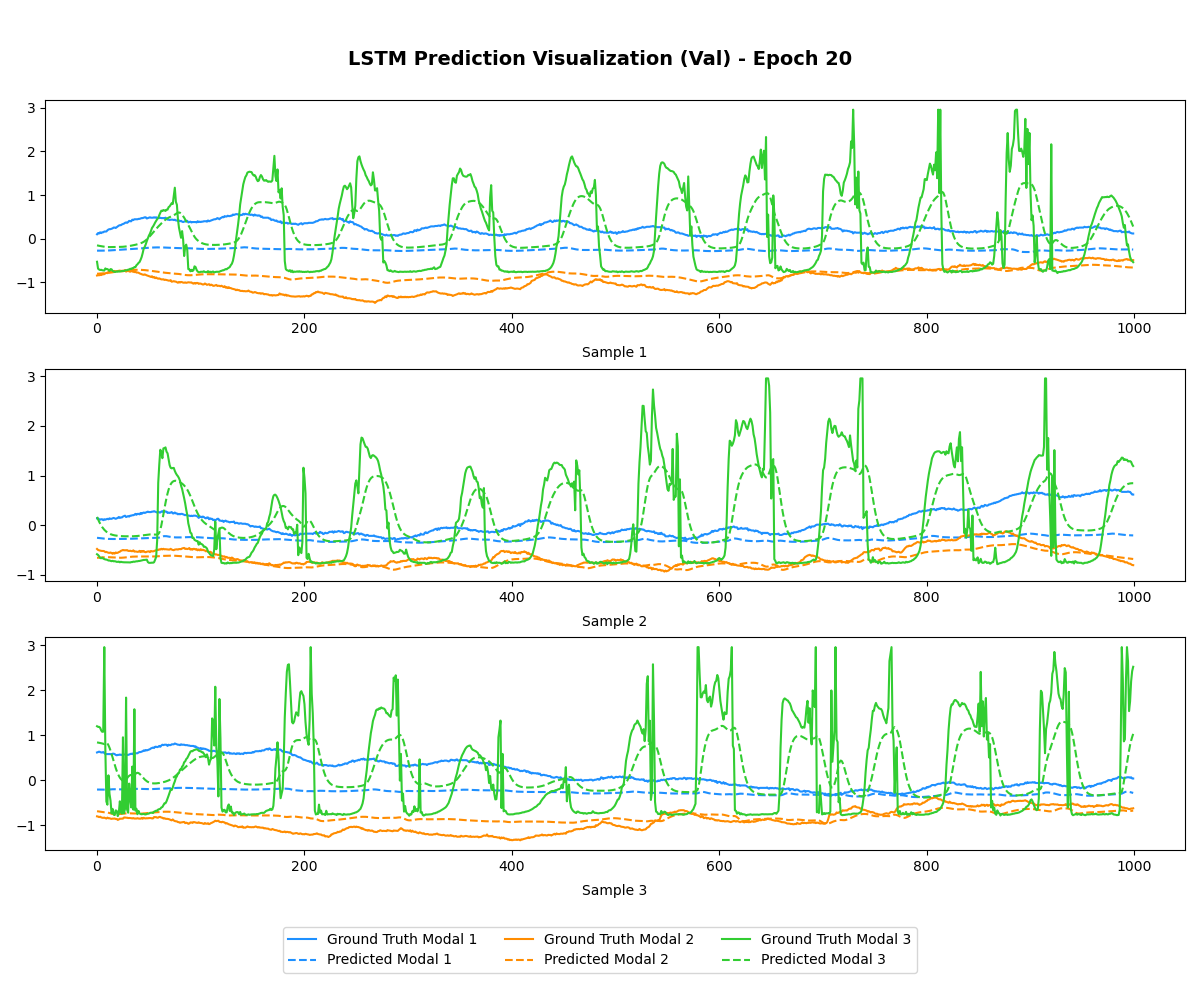 LSTM Prediction Visualization (Val) - Epoch 20
3
2
1
0
−1
0 200 400 600 800 1000
Sample 1
3
2
1
0
−1
0 200 400 600 800 1000
Sample 2
3
2
1
0
−1
0 200 400 600 800 1000
Sample 3
Ground Truth Modal 1 Ground Truth Modal 2 Ground Truth Modal 3
Predicted Modal 1 Predicted Modal 2 Predicted Modal 3